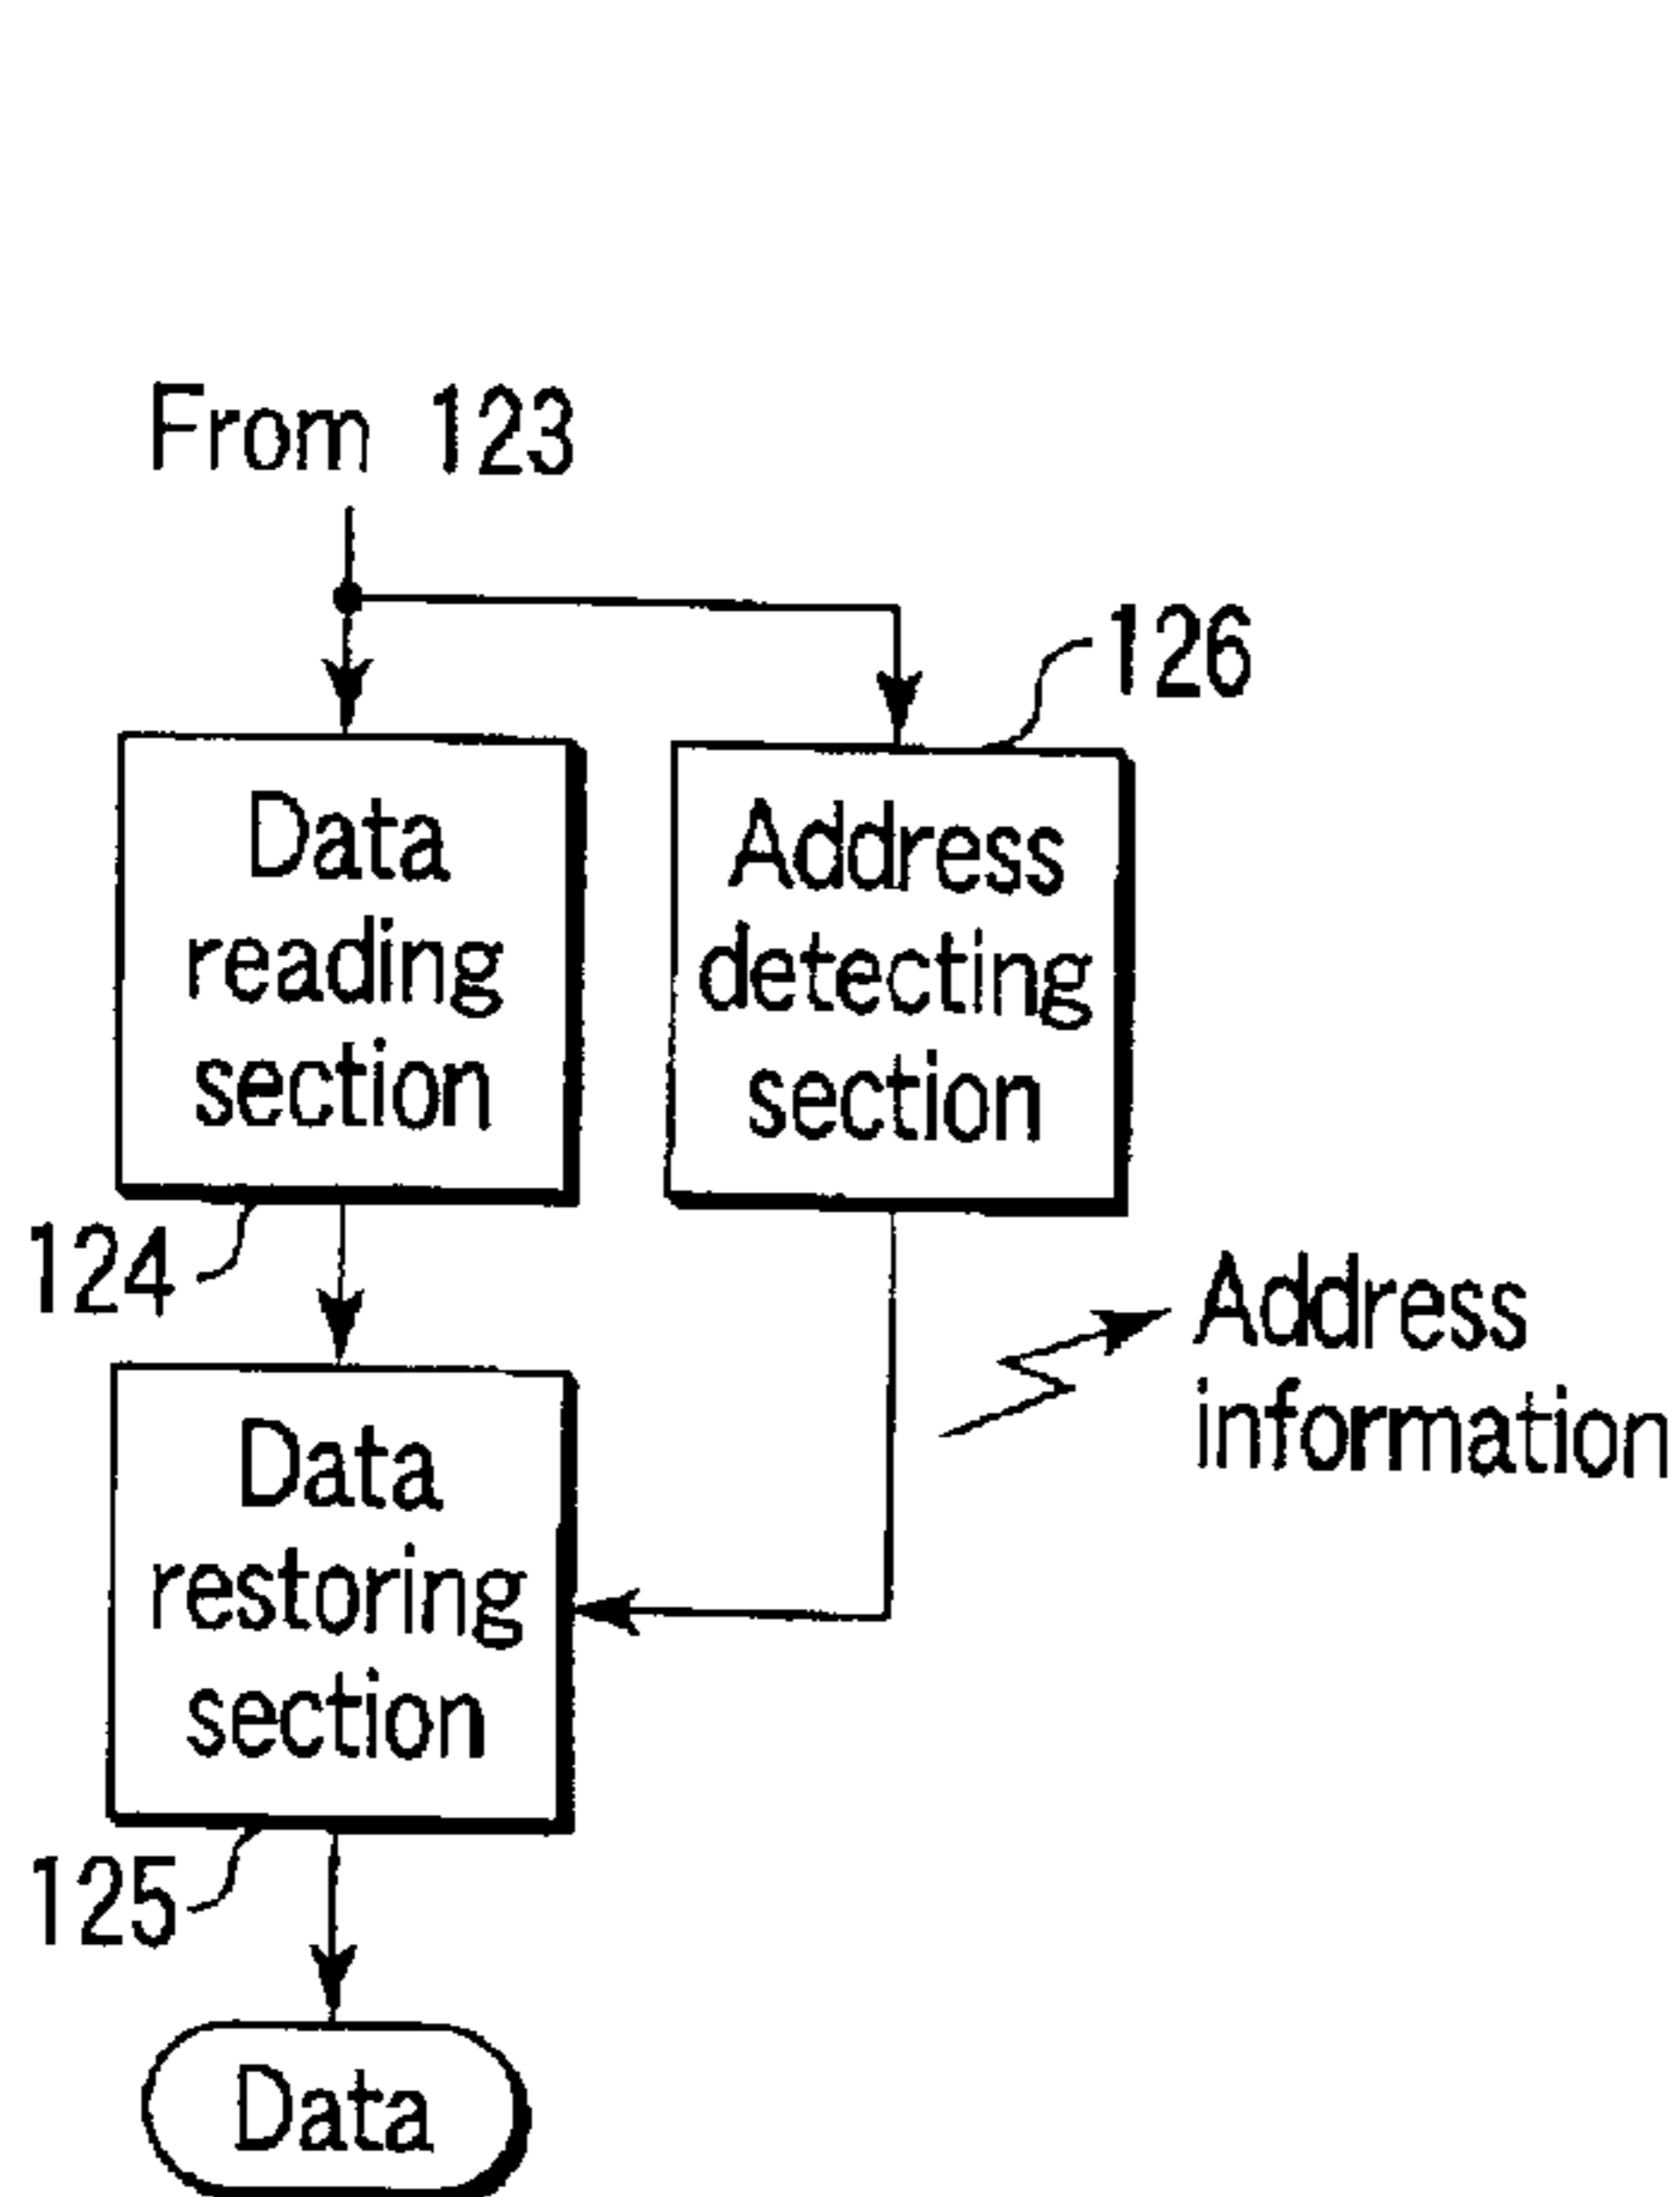 From 123
126
Data
reading
section
Address
detecting
section
124
Address
information
Data
restoring
section
125
Data